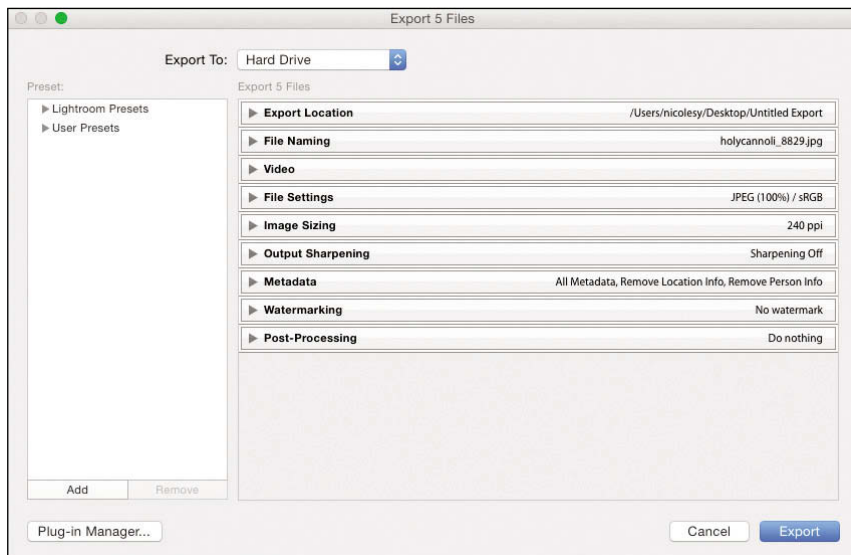 Export 5 Files
Export To: Hard Drive
Preset:
Export 5 Files
Lightroom Presets
User Presets
Export Location /Users/nicolesy/Desktop/Untitled Export
File Naming holycannoli_8829.jpg
Video
File Settings JPEG (100%) / sRGB
Image Sizing 240 ppi
Output Sharpening Sharpening Off
Metadata All Metadata, Remove Location Info, Remove Person Info
Watermarking No watermark
Post-Processing Do nothing
Add Remove
Plug-in Manager... Cancel Export